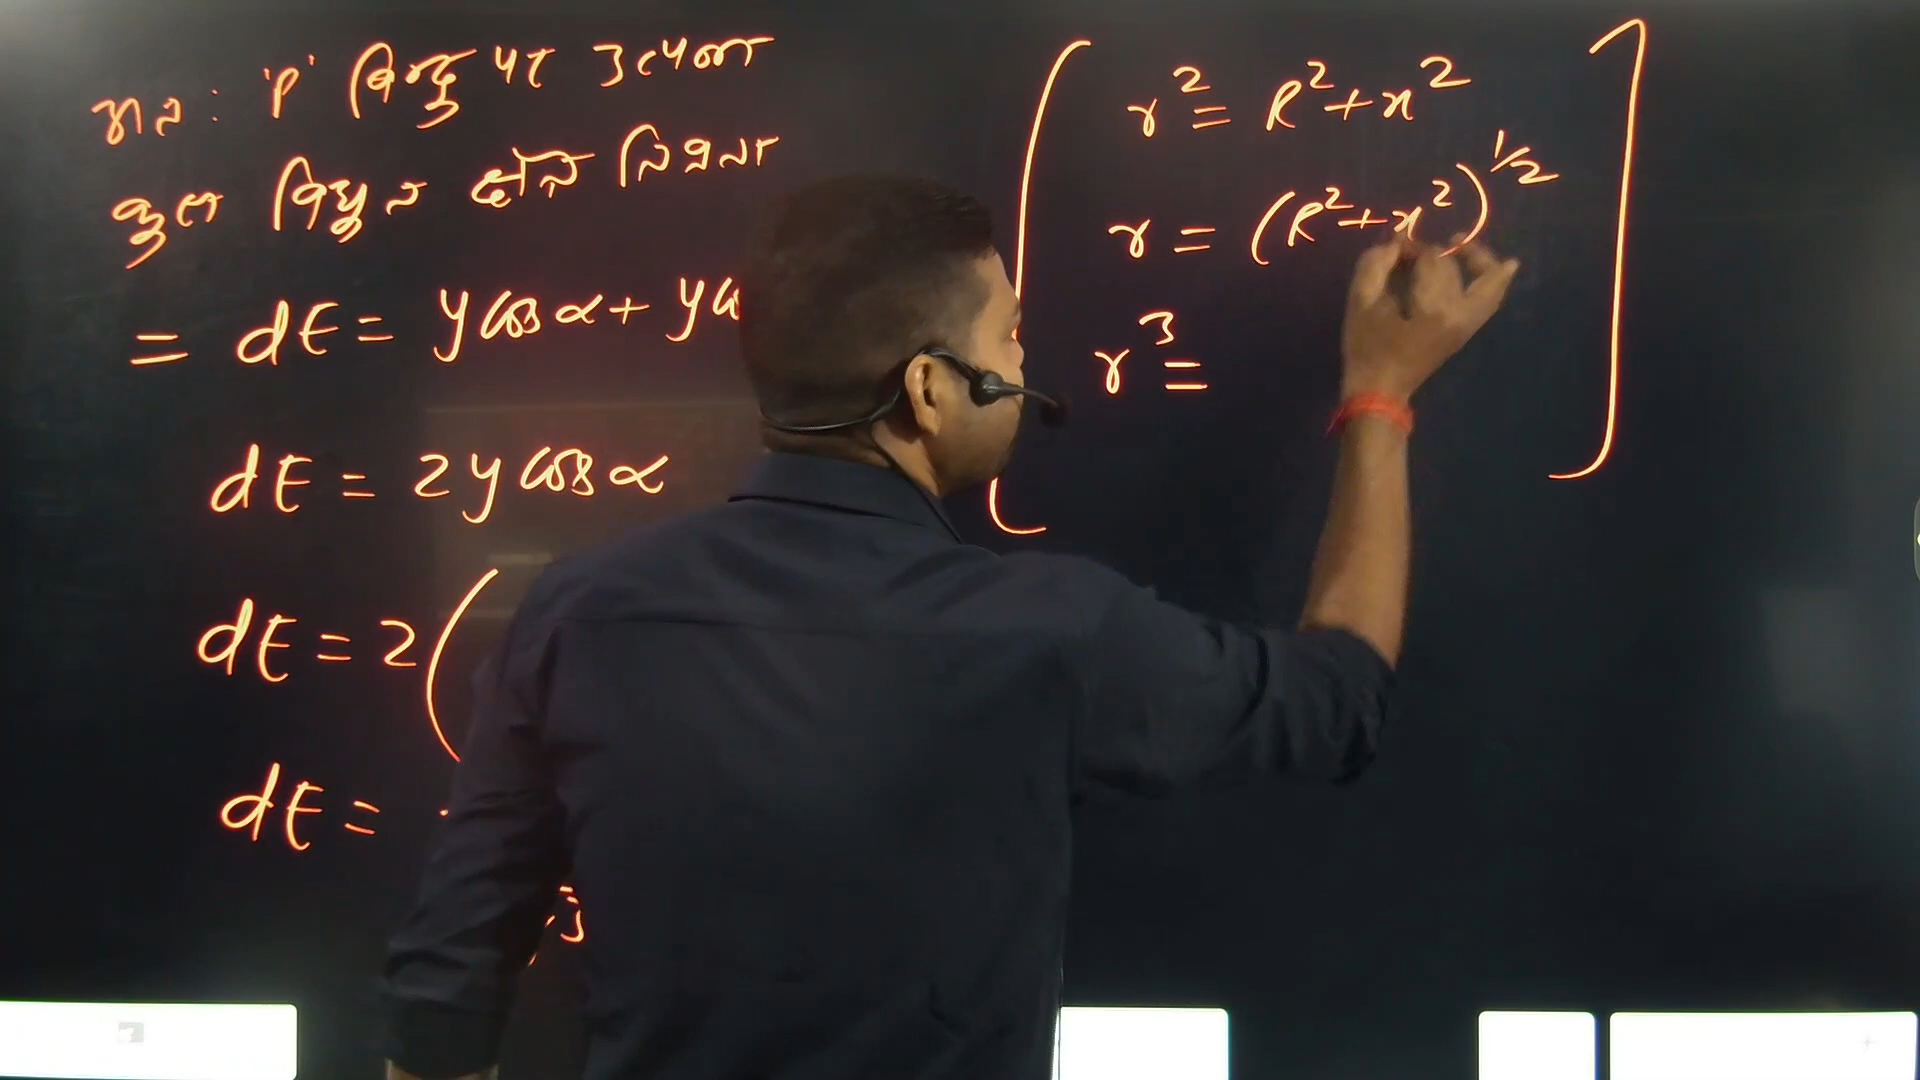 अतः 'P' बिन्दु पर उत्पन्न
कुल विद्युत क्षेत्र
= dE = y cos α + y
dE = 2y cos α
dE = 2(
dE =
r² = R² + x²
r = (R² + x²)^1/2
r³ =